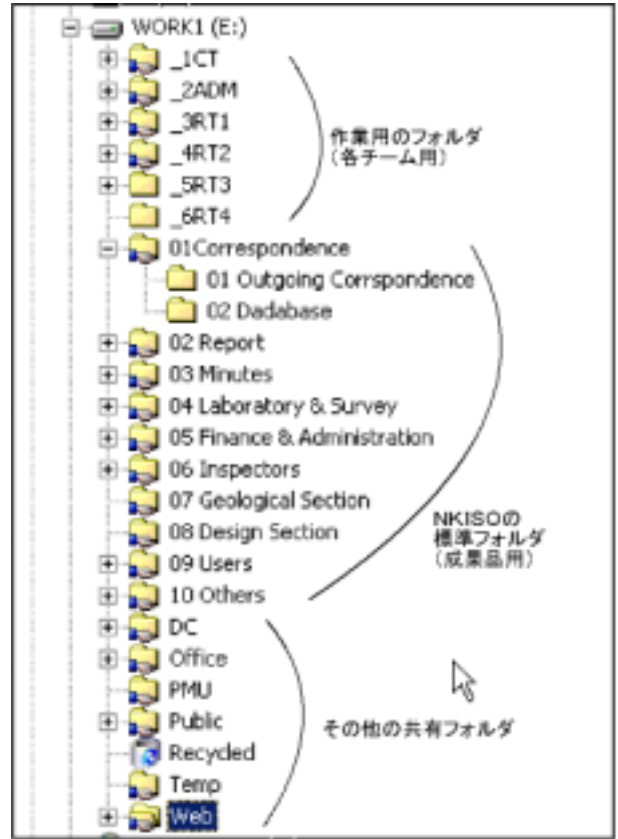 WORK1 (E:)
_1CT
_2ADM
_3RT1
_4RT2
_5RT3
_6RT4
作業用のフォルダ
（各チーム用）
01Correspondence
01 Outgoing Corrspondence
02 Dadabase
02 Report
03 Minutes
04 Laboratory & Survey
05 Finance & Administration
06 Inspectors
07 Geological Section
08 Design Section
09 Users
10 Others
NKISOの
標準フォルダ
（成果品用）
DC
Office
PMU
Public
Recycled
Temp
Web
その他の共有フォルダ